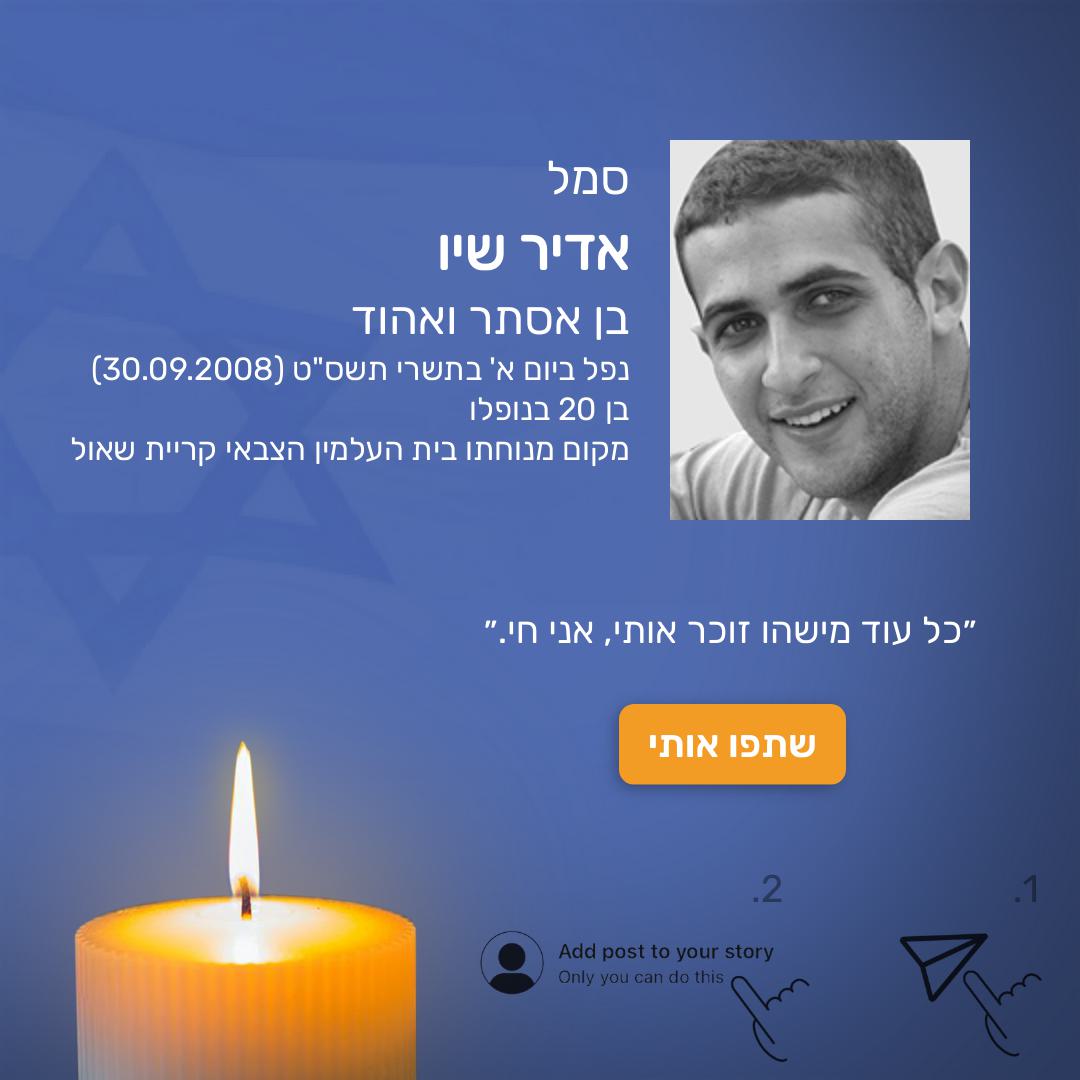 סמל
אדיר שיו
בן אסתר ואהוד
נפל ביום א' בתשרי תשס"ט (30.09.2008)
בן 20 בנופלו
מקום מנוחתו בית העלמין הצבאי קריית שאול
״כל עוד מישהו זוכר אותי, אני חי.״
שתפו אותי
.1
.2
Add post to your story
Only you can do this